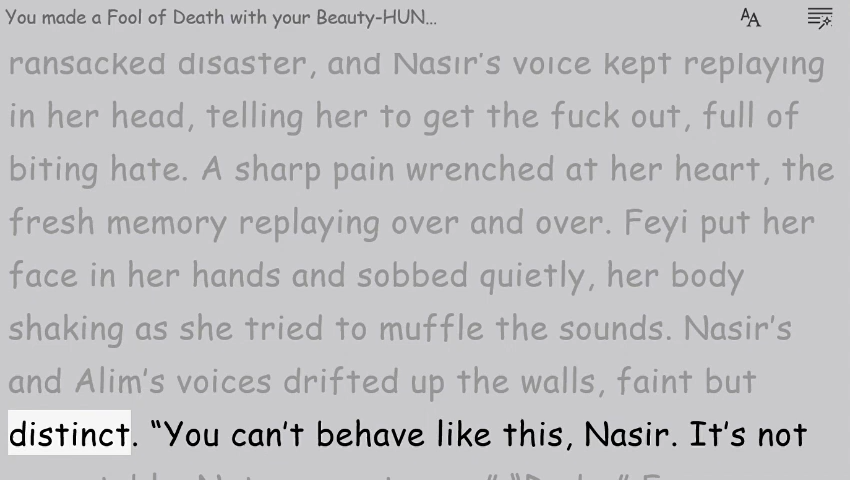 You made a Fool of Death with your Beauty-HUN...
AA
ransacked disaster, and Nasir's voice kept replaying
in her head, telling her to get the fuck out, full of
biting hate. A sharp pain wrenched at her heart, the
fresh memory replaying over and over. Feyi put her
face in her hands and sobbed quietly, her body
shaking as she tried to muffle the sounds. Nasir's
and Alim's voices drifted up the walls, faint but
distinct. “You can't behave like this, Nasir. It's not